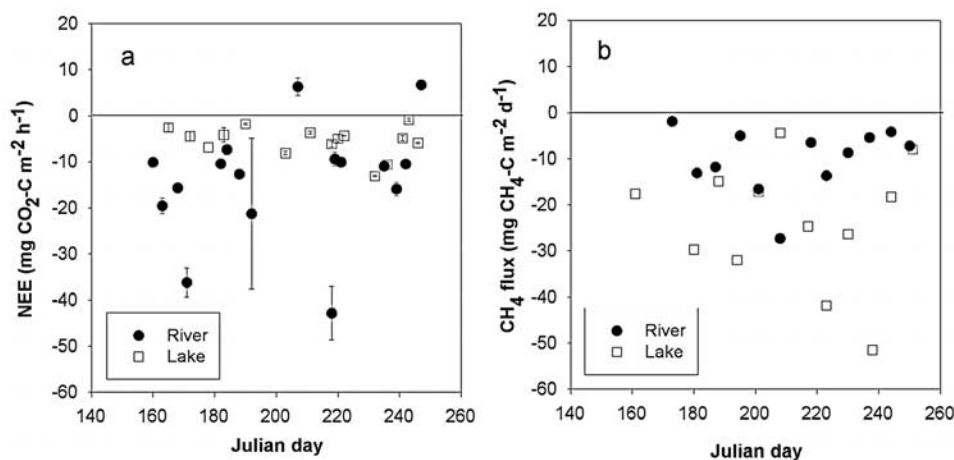 a
NEE (mg CO2-C m-2 h-1)
20
10
0
-10
-20
-30
-40
-50
-60
River
Lake
140 160 180 200 220 240 260
Julian day
b
CH4 flux (mg CH4-C m-2 d-1)
20
10
0
-10
-20
-30
-40
-50
-60
River
Lake
140 160 180 200 220 240 260
Julian day